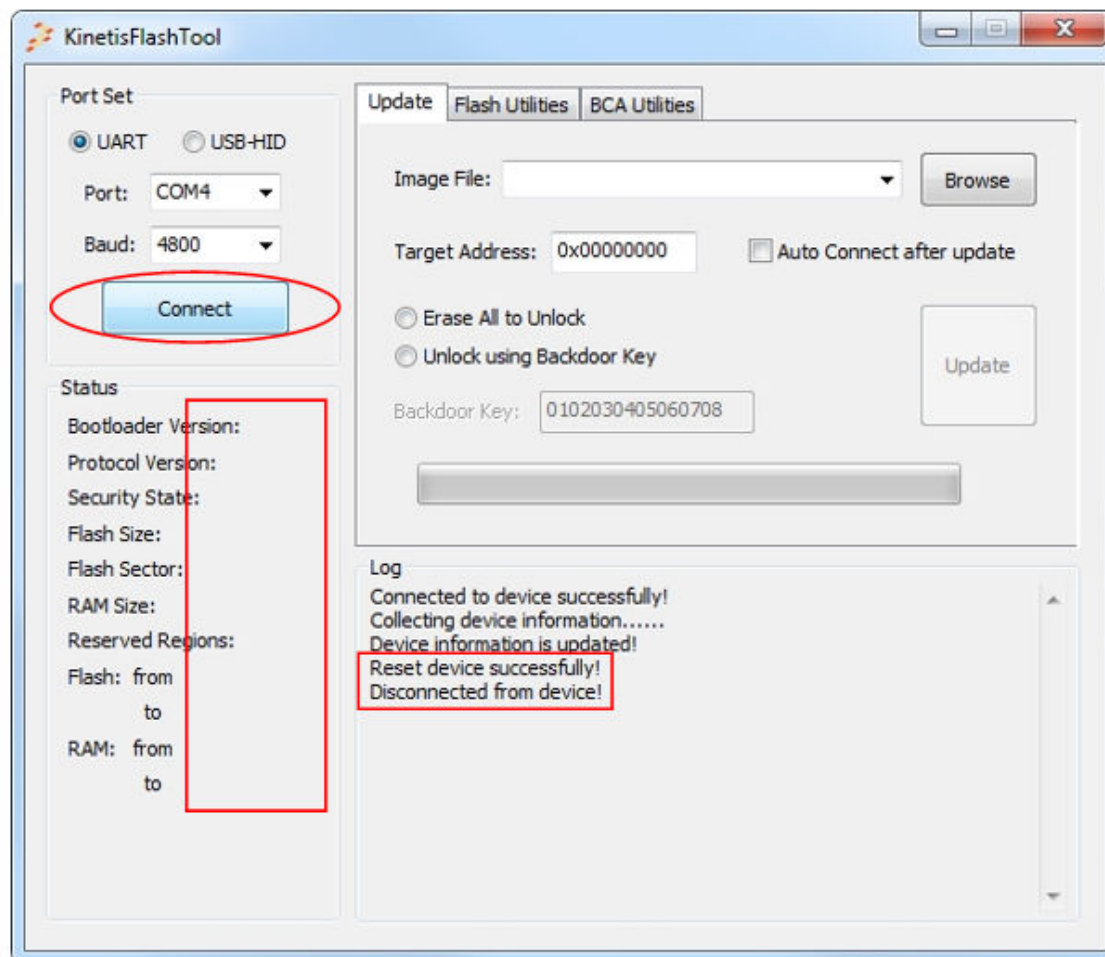 KinetisFlashTool
Port Set
UART USB-HID
Port: COM4
Baud: 4800
Connect
Status
Bootloader Version:
Protocol Version:
Security State:
Flash Size:
Flash Sector:
RAM Size:
Reserved Regions:
Flash: from
to
RAM: from
to
Update Flash Utilities BCA Utilities
Image File: Browse
Target Address: 0x00000000 Auto Connect after update
Erase All to Unlock
Unlock using Backdoor Key
Update
Backdoor Key: 0102030405060708
Log
Connected to device successfully!
Collecting device information......
Device information is updated!
Reset device successfully!
Disconnected from device!